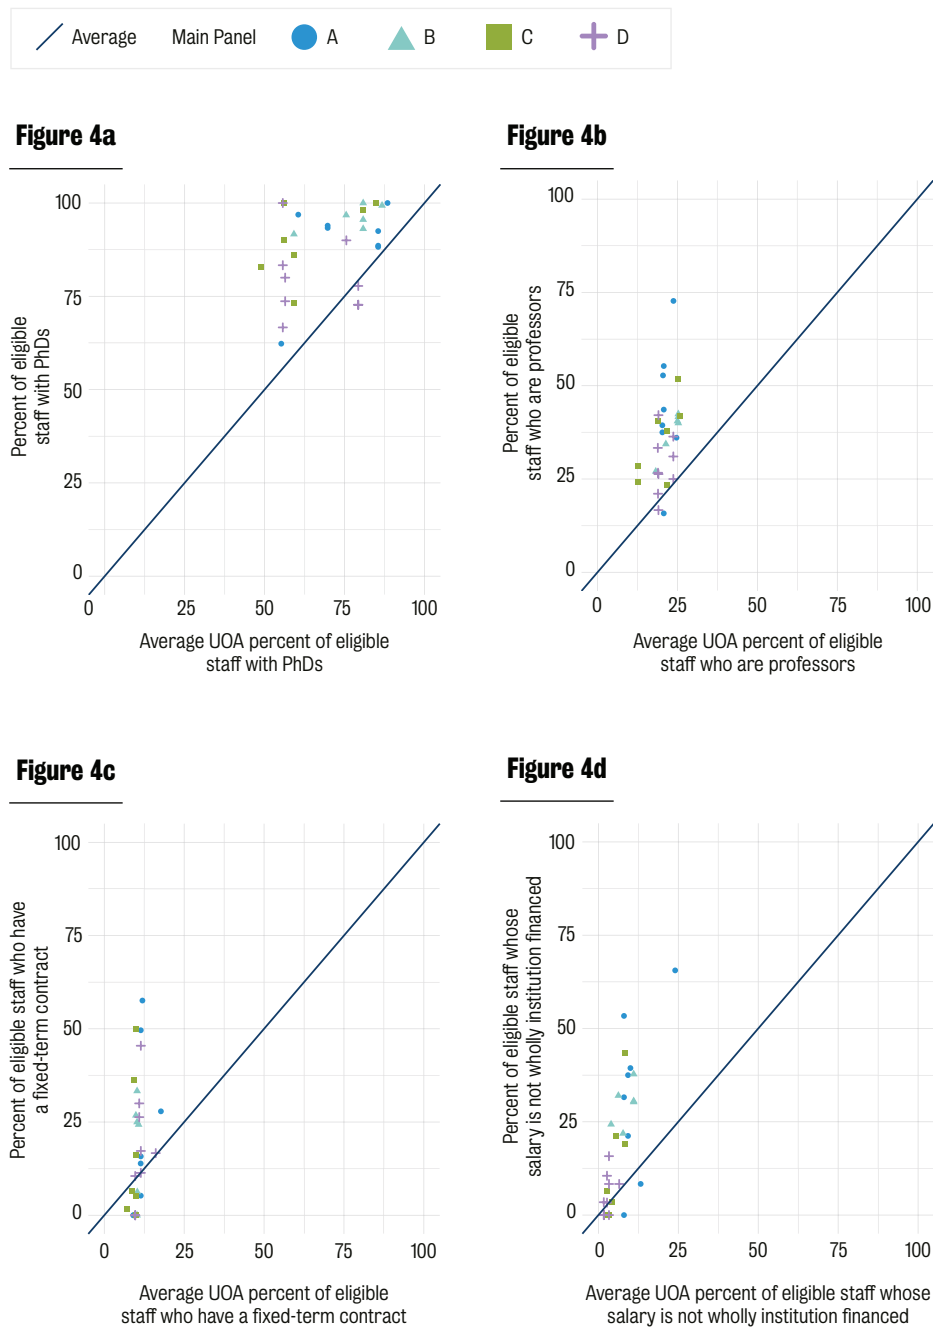 Average Main Panel A B C D
Figure 4a
100
75
50
25
0
0 25 50 75 100
Percent of eligible
staff with PhDs
Average UOA percent of eligible
staff with PhDs
Figure 4b
100
75
50
25
0
0 25 50 75 100
Percent of eligible
staff who are professors
Average UOA percent of eligible
staff who are professors
Figure 4c
100
75
50
25
0
0 25 50 75 100
Percent of eligible staff who have
a fixed-term contract
Average UOA percent of eligible
staff who have a fixed-term contract
Figure 4d
100
75
50
25
0
0 25 50 75 100
Percent of eligible staff whose
salary is not wholly institution financed
Average UOA percent of eligible staff whose
salary is not wholly institution financed